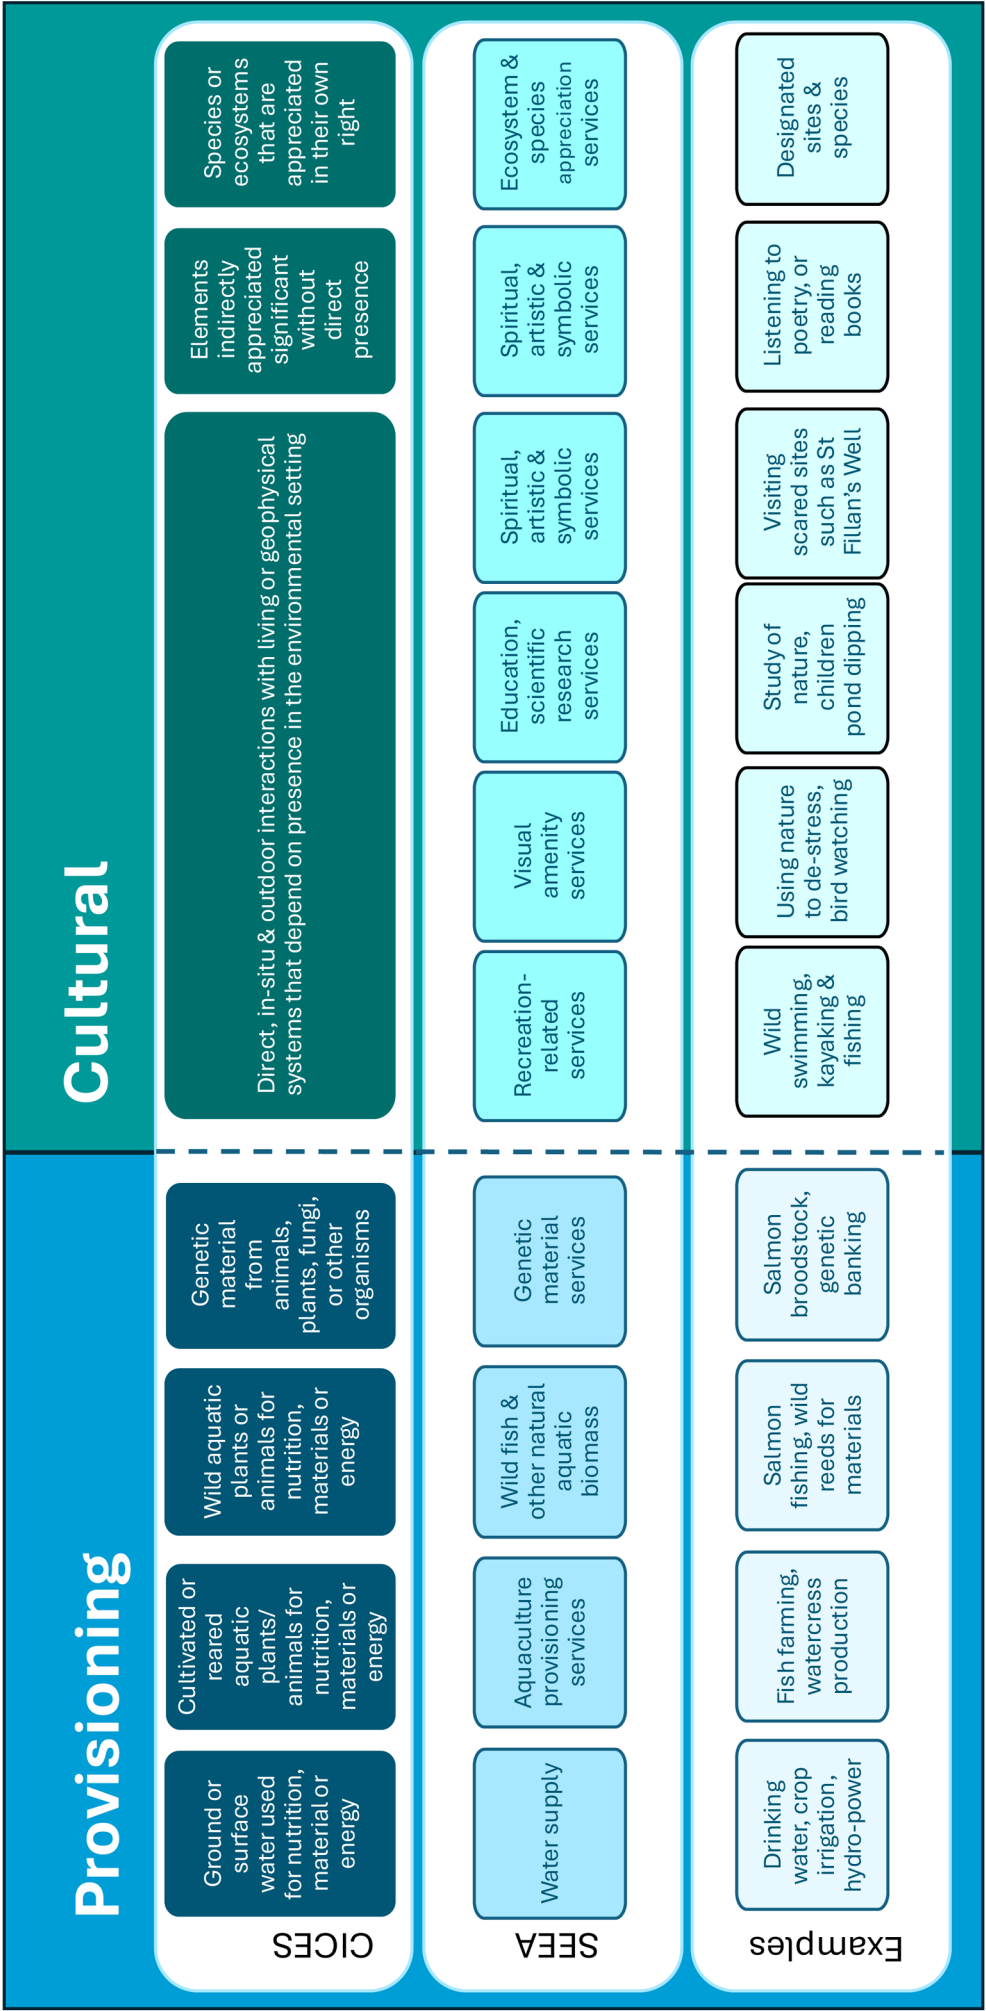 Provisioning
Cultural
CICES
Ground or
surface
water used
for nutrition,
material or
energy
Cultivated or
reared
aquatic
plants/
animals for
nutrition,
materials or
energy
Wild aquatic
plants or
animals for
nutrition,
materials or
energy
Genetic
material
from
animals,
plants, fungi,
or other
organisms
Direct, in-situ & outdoor interactions with living or geophysical
systems that depend on presence in the environmental setting
Elements
indirectly
appreciated
significant
without
direct
presence
Species or
ecosystems
that are
appreciated
in their own
right
SEEA
Water supply
Aquaculture
provisioning
services
Wild fish &
other natural
aquatic
biomass
Genetic
material
services
Recreation-
related
services
Visual
amenity
services
Education,
scientific
research
services
Spiritual,
artistic &
symbolic
services
Spiritual,
artistic &
symbolic
services
Ecosystem &
species
appreciation
services
Examples
Drinking
water, crop
irrigation,
hydro-power
Fish farming,
watercress
production
Salmon
fishing, wild
reeds for
materials
Salmon
broodstock,
genetic
banking
Wild
swimming,
kayaking &
fishing
Using nature
to de-stress,
bird watching
Study of
nature,
children
pond dipping
Visiting
scared sites
such as St
Fillan's Well
Listening to
poetry, or
reading
books
Designated
sites &
species